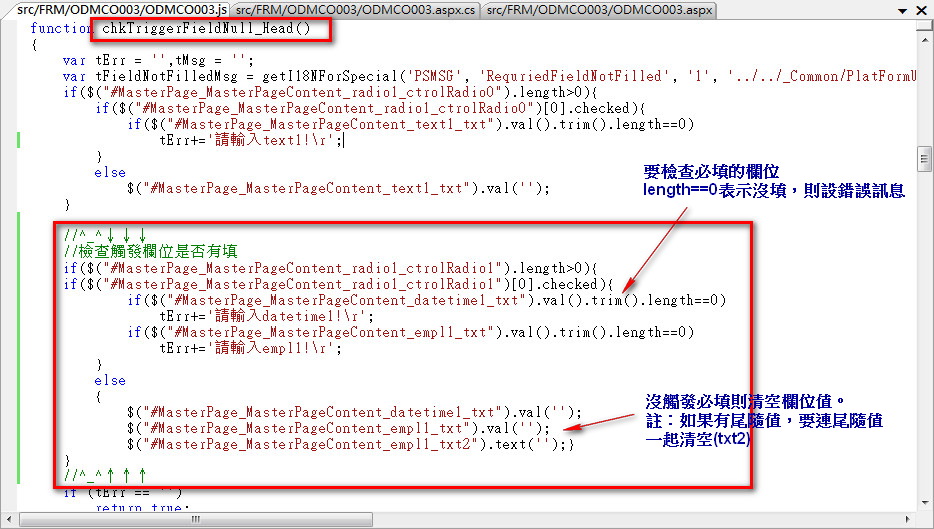 src/FRM/ODMCO003/ODMCO003.js src/FRM/ODMCO003/ODMCO003.aspx.cs src/FRM/ODMCO003/ODMCO003.aspx
function chkTriggerFieldNull_Head()
{
var tErr = '',tMsg = '';
var tFieldNotFilledMsg = getI18NForSpecial('PSMSG', 'RequriedFieldNotFilled', '1', '../../_Common/PlatFormU
if($("#MasterPage_MasterPageContent_radio1_ctrolRadio0").length>0){
if($("#MasterPage_MasterPageContent_radio1_ctrolRadio0")[0].checked){
if($("#MasterPage_MasterPageContent_text1_txt").val().trim().length==0)
tErr+='請輸入text1!\r';
}
else
$("#MasterPage_MasterPageContent_text1_txt").val('');
}
要檢查必填的欄位
length==0表示沒填，則設錯誤訊息
//^_^↓↓↓
//檢查觸發欄位是否有填
if($("#MasterPage_MasterPageContent_radio1_ctrolRadio1").length>0){
if($("#MasterPage_MasterPageContent_radio1_ctrolRadio1")[0].checked){
if($("#MasterPage_MasterPageContent_datetime1_txt").val().trim().length==0)
tErr+='請輸入datetime1!\r';
if($("#MasterPage_MasterPageContent_empl1_txt").val().trim().length==0)
tErr+='請輸入empl1!\r';
}
else
{
$("#MasterPage_MasterPageContent_datetime1_txt").val('');
$("#MasterPage_MasterPageContent_empl1_txt").val('');
$("#MasterPage_MasterPageContent_empl1_txt2").text('');}
}
沒觸發必填則清空欄位值。
註：如果有尾隨值，要連尾隨值
一起清空(txt2)
//^_^↑↑↑
if (tErr == '')
return true;